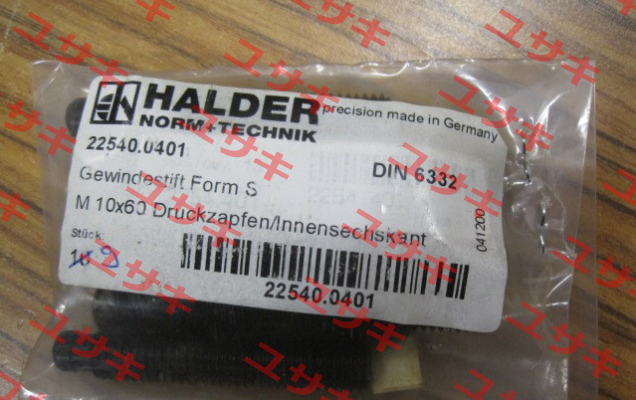 HALDER
NORM+TECHNIK
precision made in Germany
22540.0401
DIN 6332
Gewindestift Form S
M 10x60 Druckzapfen/Innensechskant
Stück:
9
041200
22540.0401
ユサキ